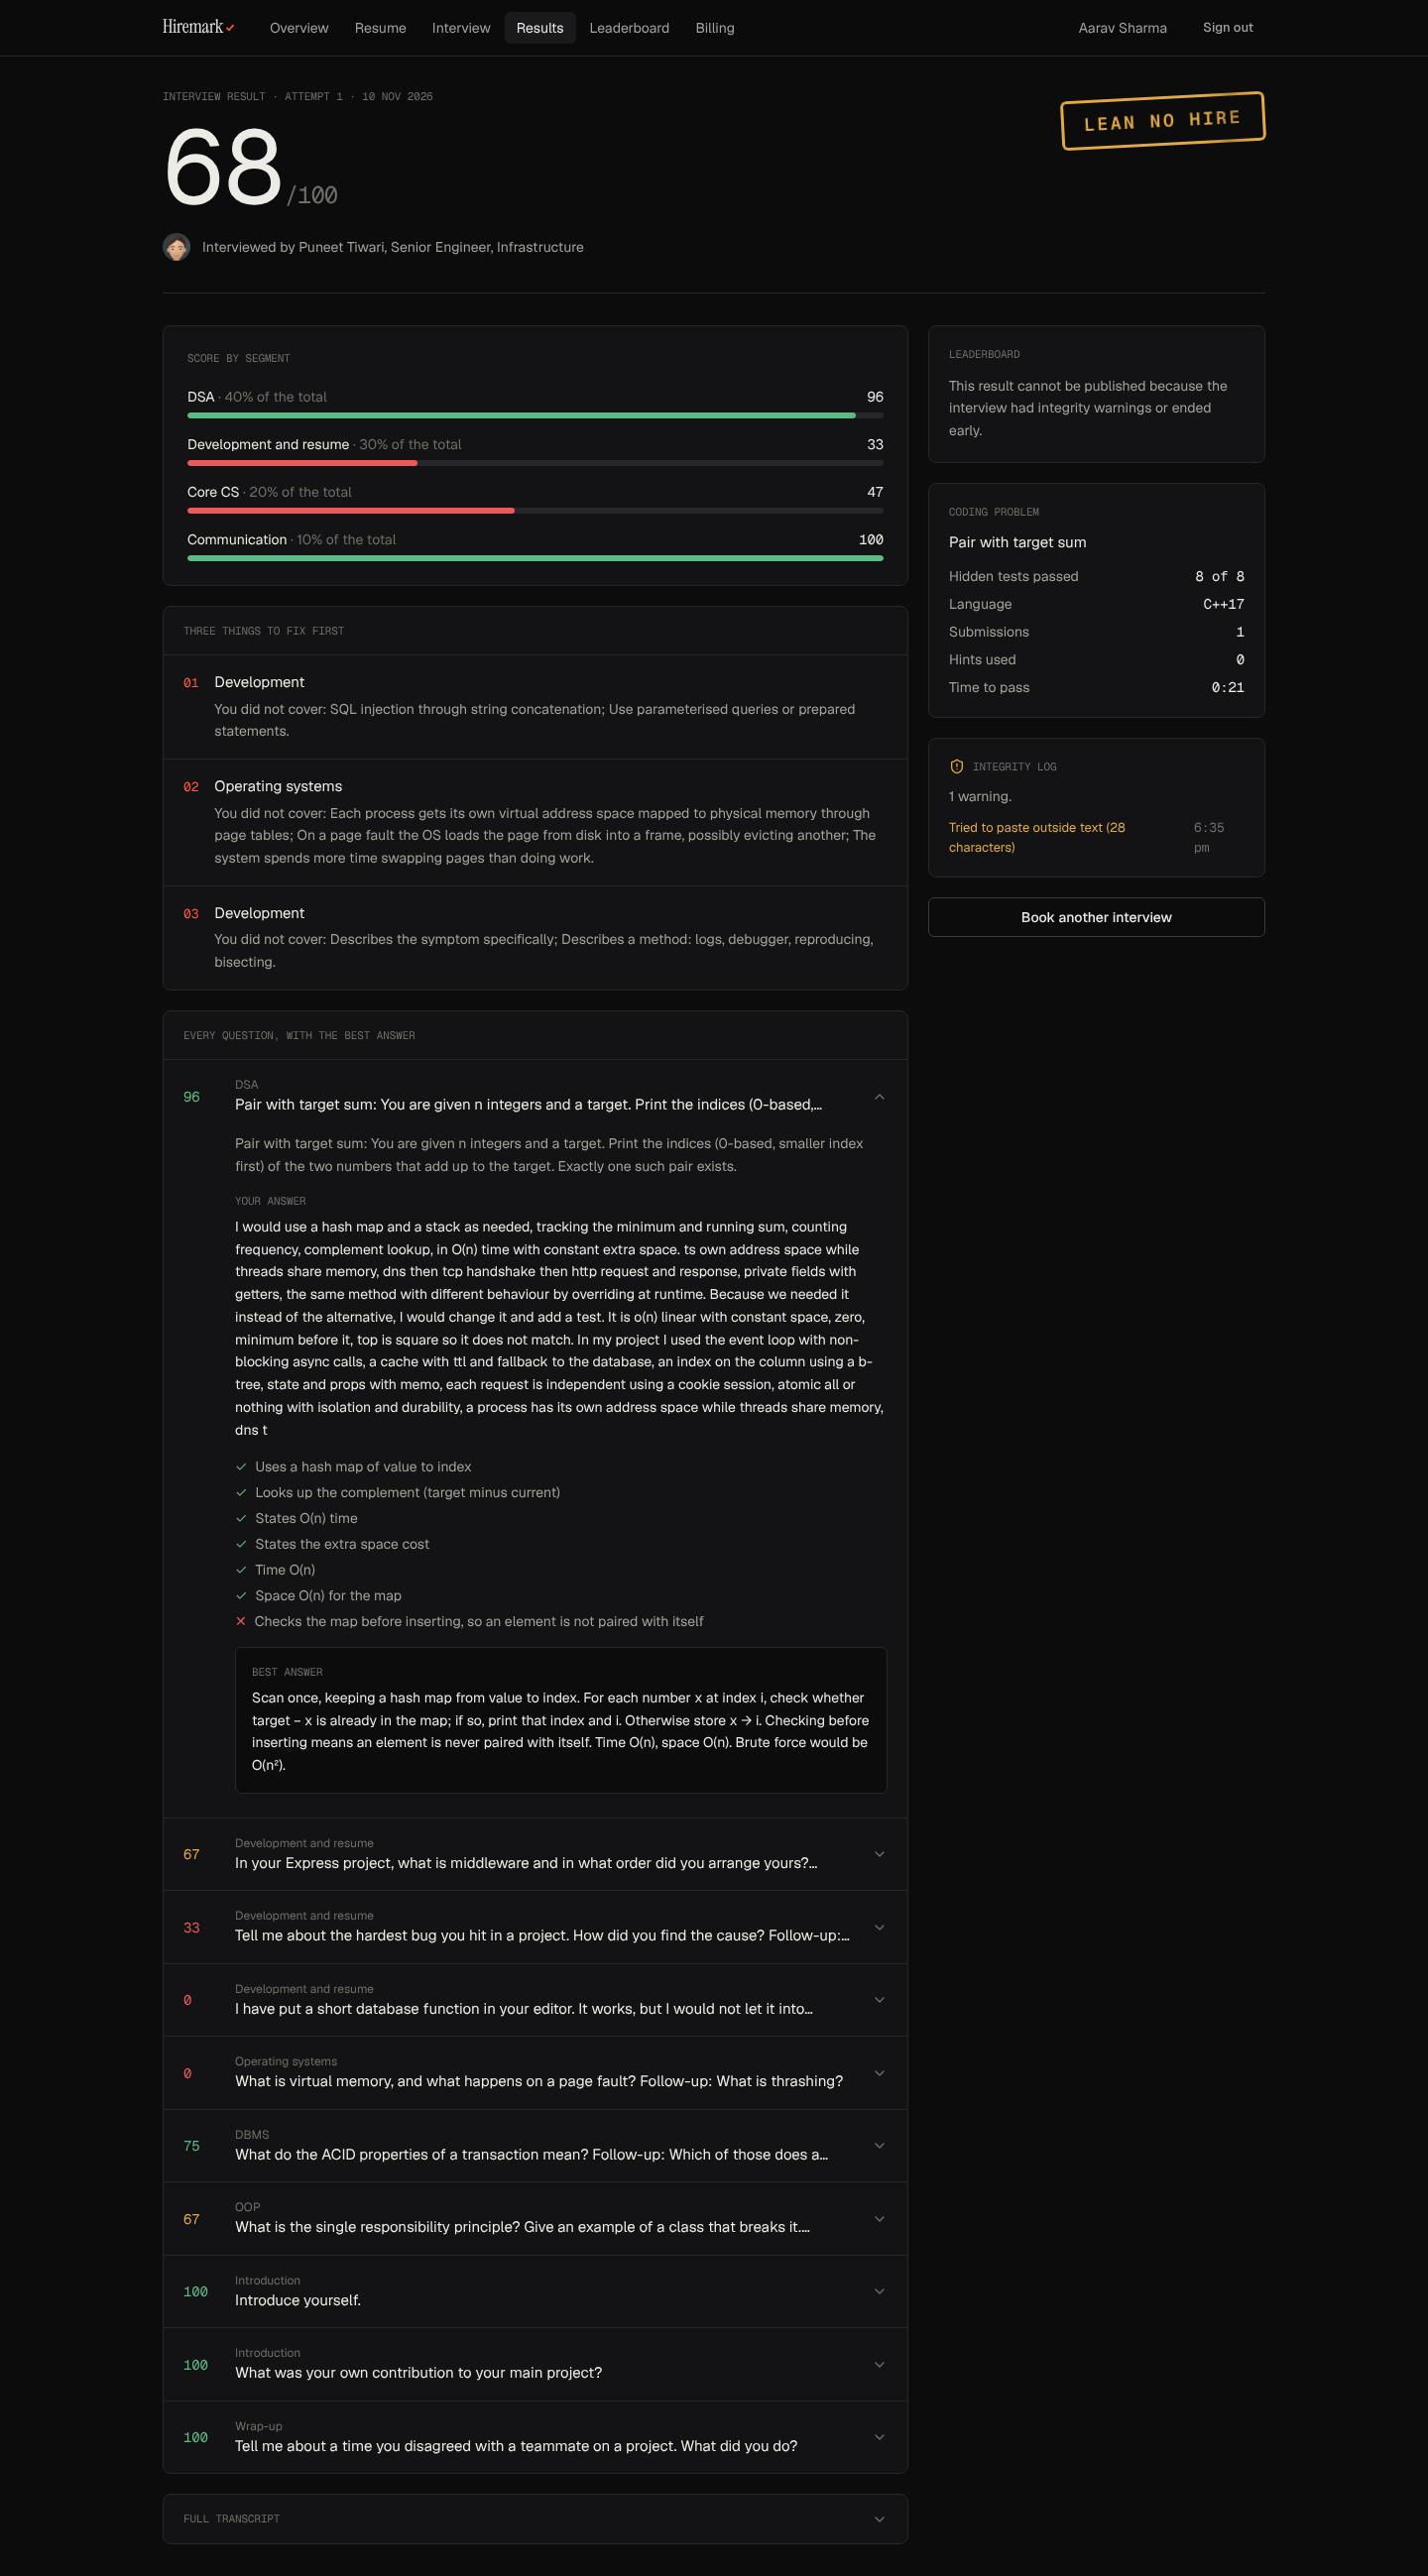 Hiremark
Overview
Resume
Interview
Results
Leaderboard
Billing
Aarav Sharma
Sign out
INTERVIEW RESULT · ATTEMPT 1 · 10 NOV 2026
68/100
LEAN NO HIRE
Interviewed by Puneet Tiwari, Senior Engineer, Infrastructure
SCORE BY SEGMENT
DSA · 40% of the total 96
Development and resume · 30% of the total 33
Core CS · 20% of the total 47
Communication · 10% of the total 100
THREE THINGS TO FIX FIRST
01 Development
You did not cover: SQL injection through string concatenation; Use parameterised queries or prepared
statements.
02 Operating systems
You did not cover: Each process gets its own virtual address space mapped to physical memory through
page tables; On a page fault the OS loads the page from disk into a frame, possibly evicting another; The
system spends more time swapping pages than doing work.
03 Development
You did not cover: Describes the symptom specifically; Describes a method: logs, debugger, reproducing,
bisecting.
EVERY QUESTION, WITH THE BEST ANSWER
96
DSA
Pair with target sum: You are given n integers and a target. Print the indices (0-based,...
Pair with target sum: You are given n integers and a target. Print the indices (0-based, smaller index
first) of the two numbers that add up to the target. Exactly one such pair exists.
YOUR ANSWER
I would use a hash map and a stack as needed, tracking the minimum and running sum, counting
frequency, complement lookup, in O(n) time with constant extra space. ts own address space while
threads share memory, dns then tcp handshake then http request and response, private fields with
getters, the same method with different behaviour by overriding at runtime. Because we needed it
instead of the alternative, I would change it and add a test. It is o(n) linear with constant space, zero,
minimum before it, top is square so it does not match. In my project I used the event loop with non-
blocking async calls, a cache with ttl and fallback to the database, an index on the column using a b-
tree, state and props with memo, each request is independent using a cookie session, atomic all or
nothing with isolation and durability, a process has its own address space while threads share memory,
dns t
✓ Uses a hash map of value to index
✓ Looks up the complement (target minus current)
✓ States O(n) time
✓ States the extra space cost
✓ Time O(n)
✓ Space O(n) for the map
✕ Checks the map before inserting, so an element is not paired with itself
BEST ANSWER
Scan once, keeping a hash map from value to index. For each number x at index i, check whether
target − x is already in the map; if so, print that index and i. Otherwise store x → i. Checking before
inserting means an element is never paired with itself. Time O(n), space O(n). Brute force would be
O(n²).
67
Development and resume
In your Express project, what is middleware and in what order did you arrange yours?...
33
Development and resume
Tell me about the hardest bug you hit in a project. How did you find the cause? Follow-up:...
0
Development and resume
I have put a short database function in your editor. It works, but I would not let it into...
0
Operating systems
What is virtual memory, and what happens on a page fault? Follow-up: What is thrashing?
75
DBMS
What do the ACID properties of a transaction mean? Follow-up: Which of those does a...
67
OOP
What is the single responsibility principle? Give an example of a class that breaks it....
100
Introduction
Introduce yourself.
100
Introduction
What was your own contribution to your main project?
100
Wrap-up
Tell me about a time you disagreed with a teammate on a project. What did you do?
FULL TRANSCRIPT
LEADERBOARD
This result cannot be published because the
interview had integrity warnings or ended
early.
CODING PROBLEM
Pair with target sum
Hidden tests passed 8 of 8
Language C++17
Submissions 1
Hints used 0
Time to pass 0:21
INTEGRITY LOG
1 warning.
Tried to paste outside text (28
characters)
6:35
pm
Book another interview